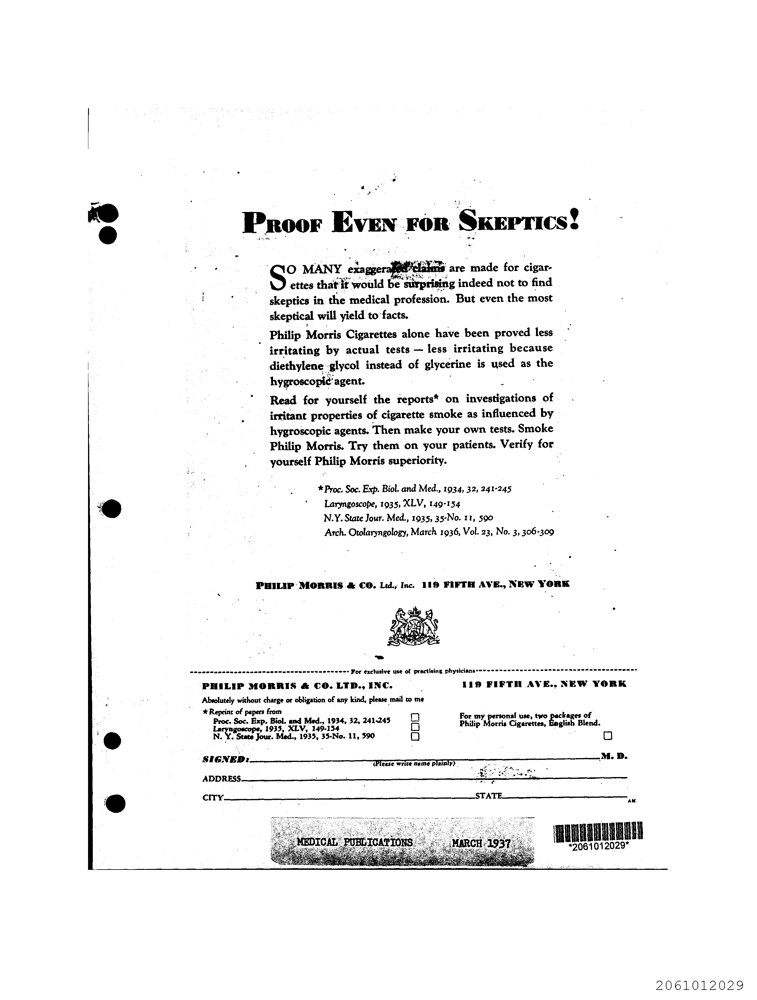 PROOF EVEN FOR SKEPTICS!
SO MANY exaggerated claims are made for cigar-
ettes that it would be surprising indeed not to find
skeptics in the medical profession. But even the most
skeptical will yield to facts.
Philip Morris Cigarettes alone have been proved less
irritating by actual tests — less irritating because
diethylene glycol instead of glycerine is used as the
hygroscopic agent.
Read for yourself the reports* on investigations of
irritant properties of cigarette smoke as influenced by
hygroscopic agents. Then make your own tests. Smoke
Philip Morris. Try them on your patients. Verify for
yourself Philip Morris superiority.
*Proc. Soc. Exp. Biol. and Med., 1934, 32, 241-245
Laryngoscope, 1935, XLV, 149-154
N.Y. State Jour. Med., 1935, 35-No. 11, 590
Arch. Otolaryngology, March 1936, Vol. 23, No. 3, 306-309
PHILIP MORRIS & CO. Ltd., Inc. 119 FIFTH AVE., NEW YORK
For exclusive use of practising physicians
PHILIP MORRIS & CO. LTD., INC. 119 FIFTH AVE., NEW YORK
Absolutely without charge or obligation of any kind, please mail to me
* Reprint of papers from
Proc. Soc. Exp. Biol. and Med., 1934, 32, 241-245
Laryngoscope, 1935, XLV, 149-154
N. Y. State Jour. Med., 1935, 35-No. 11, 590
For my personal use, two packages of
Philip Morris Cigarettes, English Blend.
SIGNED: M. D.
(Please write name plainly)
ADDRESS
CITY STATE
AM
MEDICAL PUBLICATIONS MARCH 1937
*2061012029*
2061012029